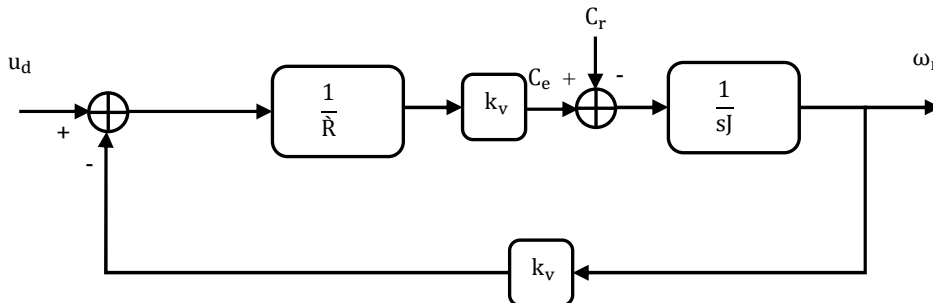 C_r
u_d
ω_r
C_e + -
1
R̀
k_v
1
sJ
+
-
k_v